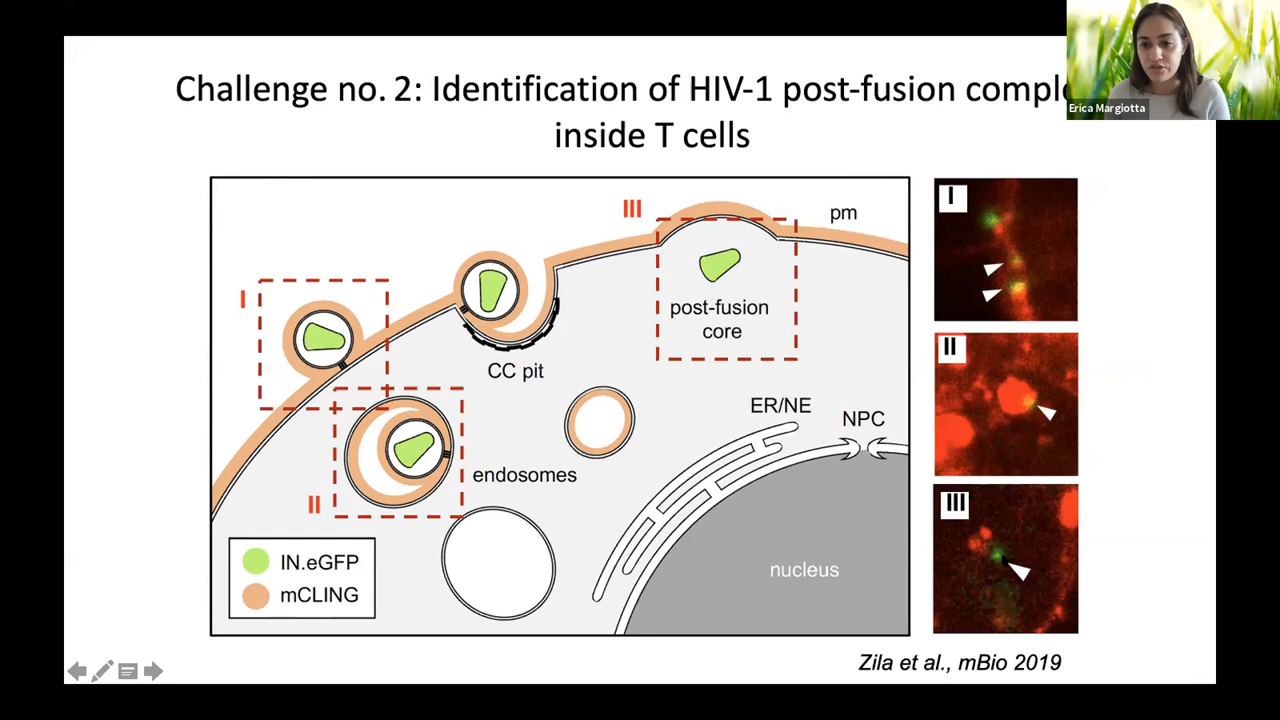 Challenge no. 2: Identification of HIV-1 post-fusion comple
inside T cells
Erica Margiotta
III
pm
I
post-fusion
core
CC pit
ER/NE
NPC
endosomes
II
IN.eGFP
mCLING
nucleus
I
II
III
Zila et al., mBio 2019